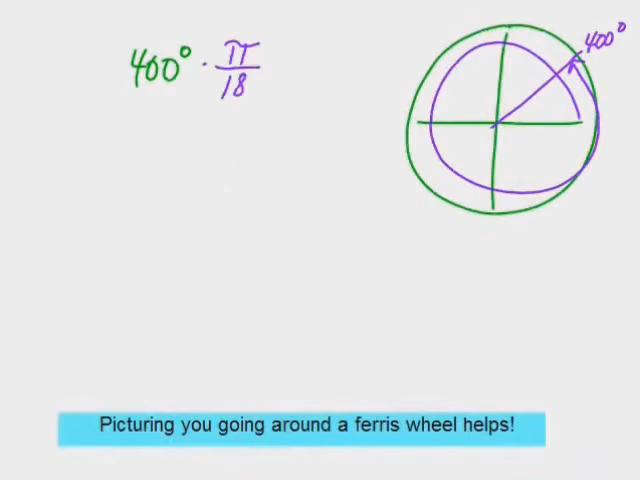 400° · π/18
400°
Picturing you going around a ferris wheel helps!